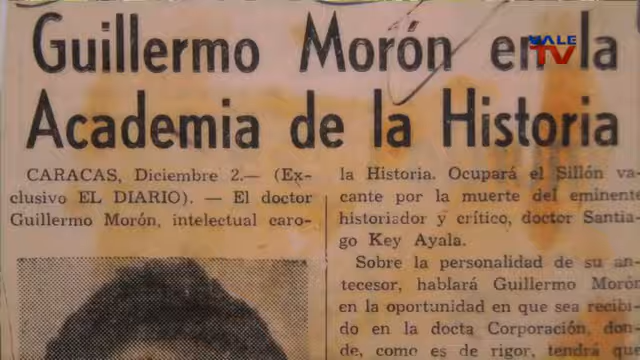 Guillermo Morón en la
Academia de la Historia
VALE
TV
CARACAS, Diciembre 2.— (Ex-
clusivo EL DIARIO). — El doctor
Guillermo Morón, intelectual caro-
la Historia. Ocupará el Sillón va-
cante por la muerte del eminente
historiador y crítico, doctor Santia-
go Key Ayala.
Sobre la personalidad de su an-
tecesor, hablará Guillermo Morón
en la oportunidad en que sea recibi-
do en la docta Corporación, don-
de, como es de rigor, tendrá que